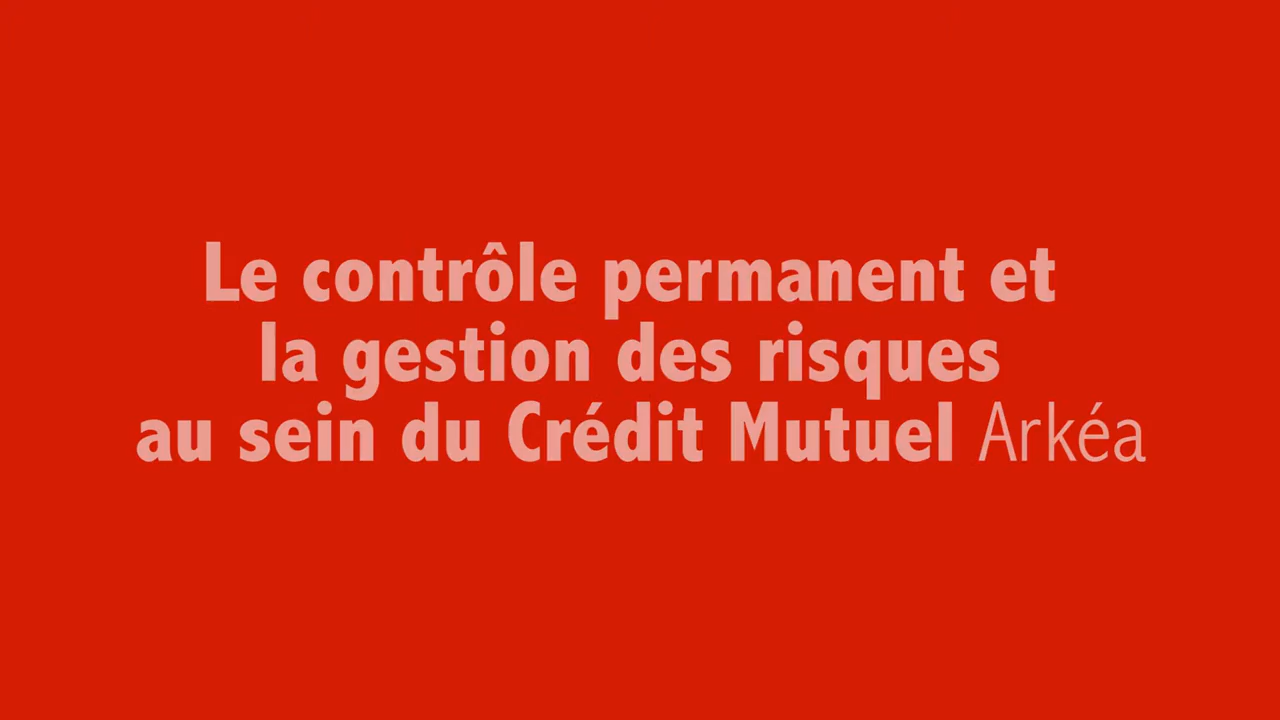 Le contrôle permanent et
la gestion des risques
au sein du Crédit Mutuel Arkéa